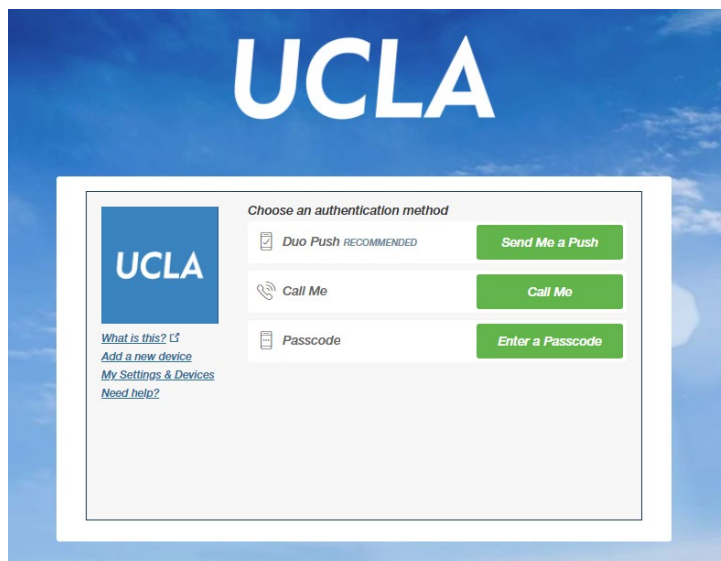 UCLA
UCLA
Choose an authentication method
Duo Push RECOMMENDED
Send Me a Push
Call Me
Call Me
Passcode
Enter a Passcode
What is this?
Add a new device
My Settings & Devices
Need help?